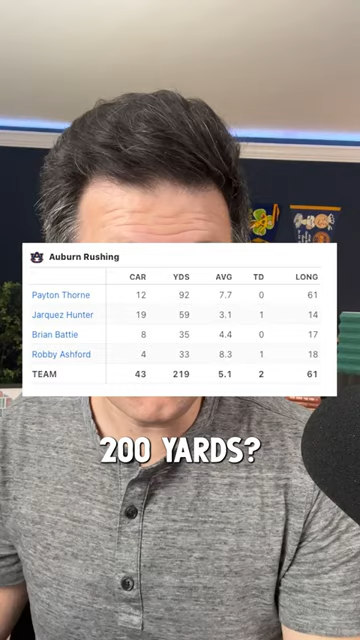 Auburn Rushing
CAR YDS AVG TD LONG
Payton Thorne 12 92 7.7 0 61
Jarquez Hunter 19 59 3.1 1 14
Brian Battie 8 35 4.4 0 17
Robby Ashford 4 33 8.3 1 18
TEAM 43 219 5.1 2 61
200 YARDS?